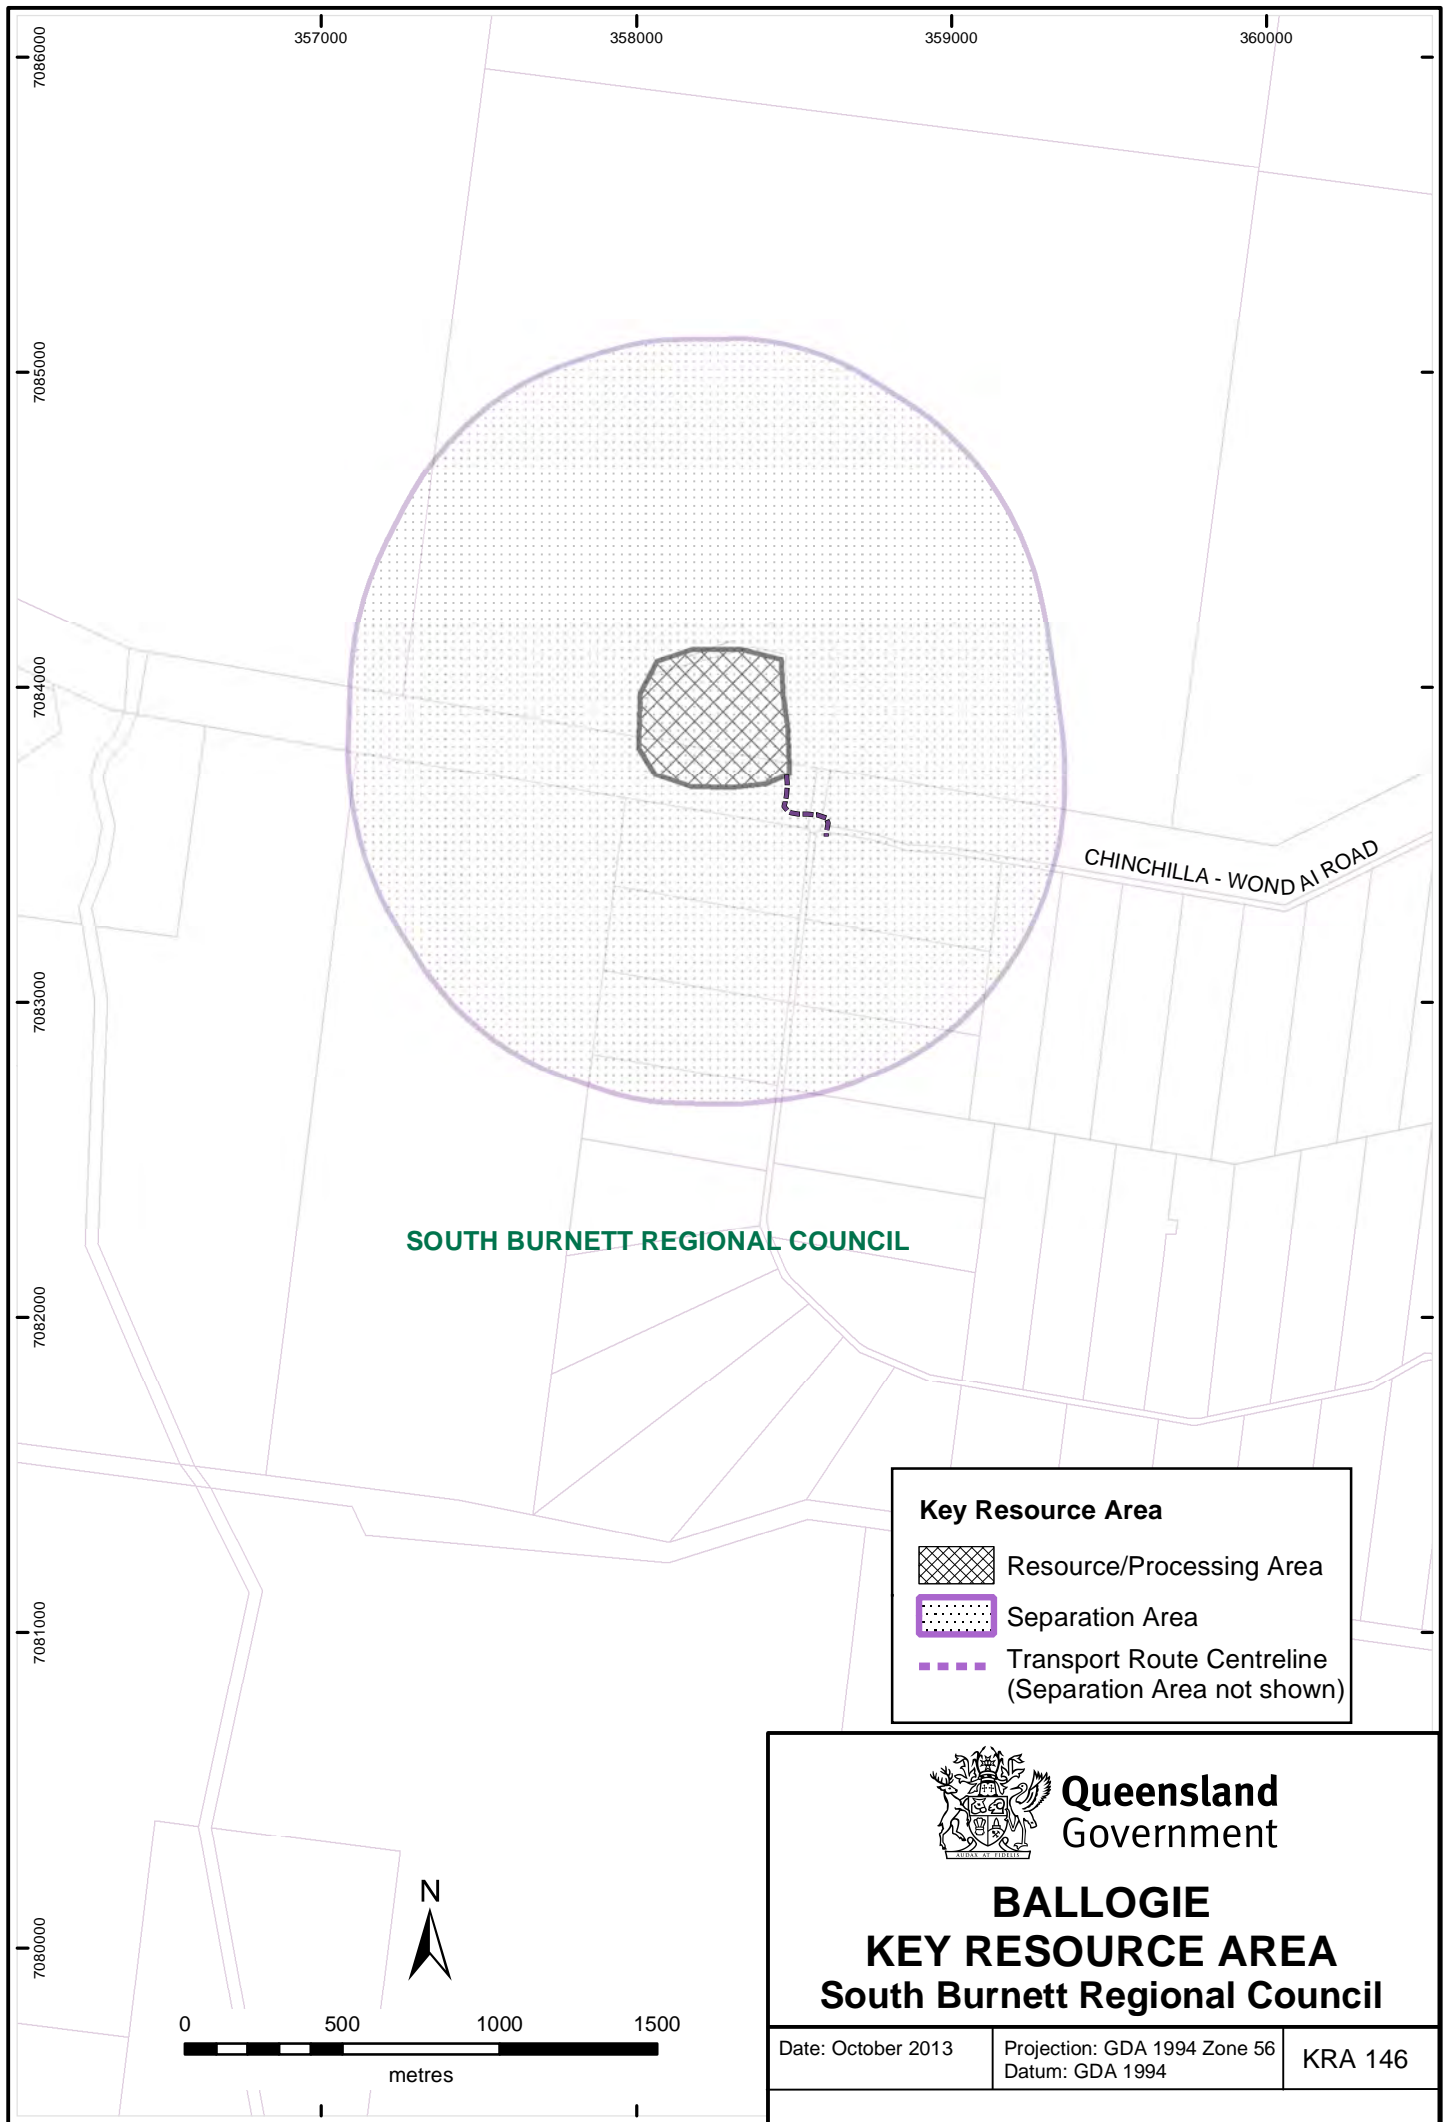 357000 358000 359000 360000
7086000
7085000
7084000
7083000
7082000
7081000
7080000
CHINCHILLA - WONDAI ROAD
SOUTH BURNETT REGIONAL COUNCIL
Key Resource Area
Resource/Processing Area
Separation Area
Transport Route Centreline
(Separation Area not shown)
N
0 500 1000 1500
metres
AUDAX AT FIDELIS
Queensland
Government
BALLOGIE
KEY RESOURCE AREA
South Burnett Regional Council
Date: October 2013
Projection: GDA 1994 Zone 56
Datum: GDA 1994
KRA 146